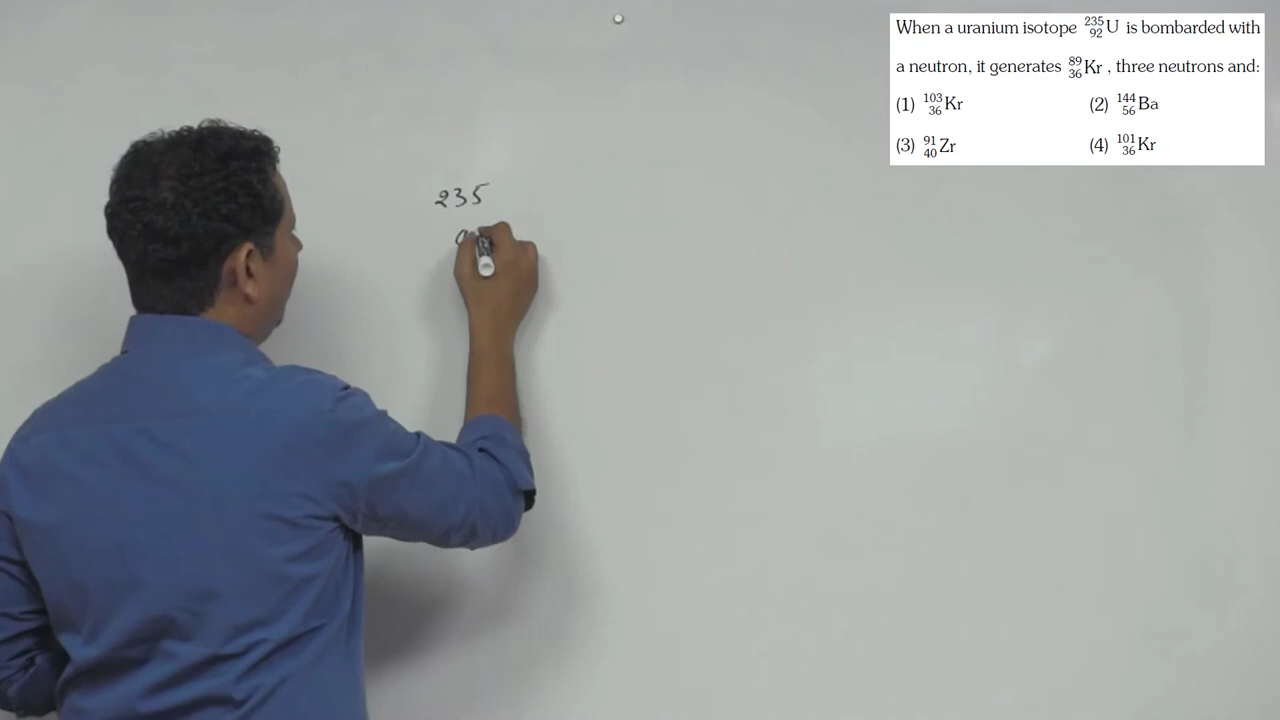 When a uranium isotope ²³⁵₉₂U is bombarded with
a neutron, it generates ⁸⁹₃₆Kr , three neutrons and:
(1) ¹⁰³₃₆Kr (2) ¹⁴⁴₅₆Ba
(3) ⁹¹₄₀Zr (4) ¹⁰¹₃₆Kr
235